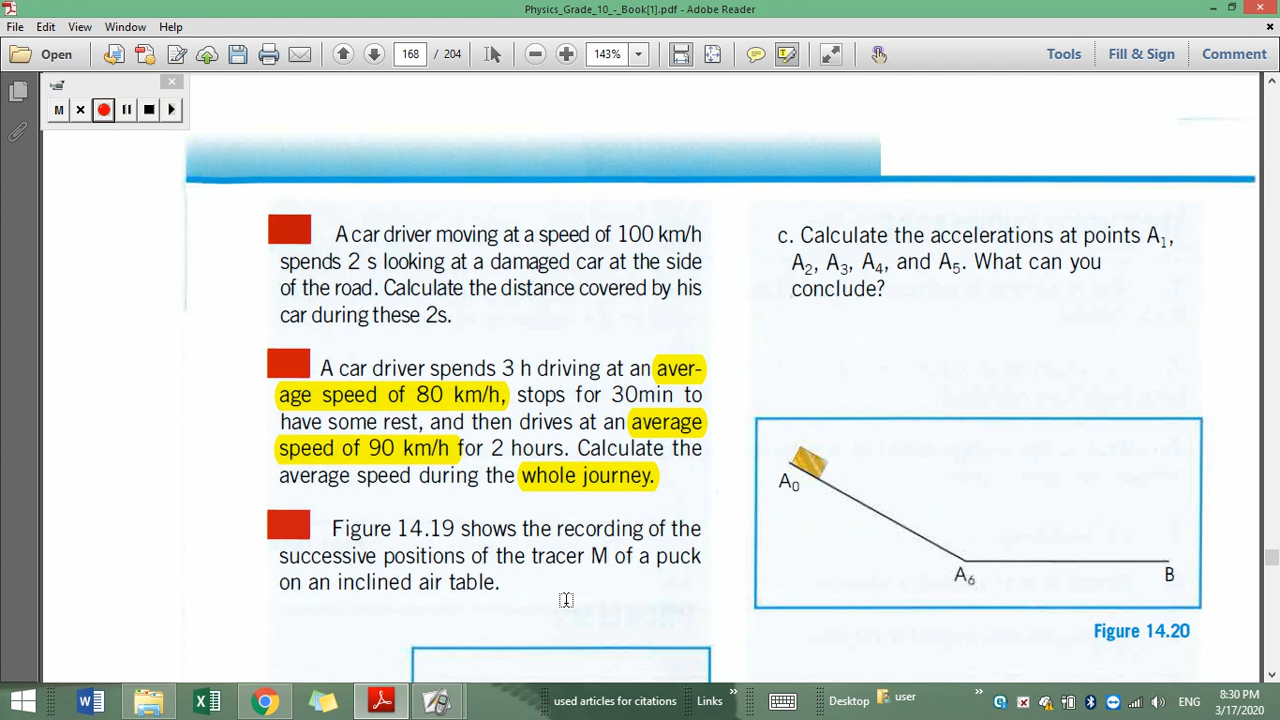 Physics_Grade_10_-_Book[1].pdf - Adobe Reader
File Edit View Window Help
Open 168 / 204 143% Tools Fill & Sign Comment
M
A car driver moving at a speed of 100 km/h
spends 2 s looking at a damaged car at the side
of the road. Calculate the distance covered by his
car during these 2s.
A car driver spends 3 h driving at an aver-
age speed of 80 km/h, stops for 30min to
have some rest, and then drives at an average
speed of 90 km/h for 2 hours. Calculate the
average speed during the whole journey.
Figure 14.19 shows the recording of the
successive positions of the tracer M of a puck
on an inclined air table.
c. Calculate the accelerations at points A₁,
A₂, A₃, A₄, and A₅. What can you
conclude?
A₀
A₆
B
Figure 14.20
used articles for citations Links » Desktop user » ENG
8:30 PM
3/17/2020